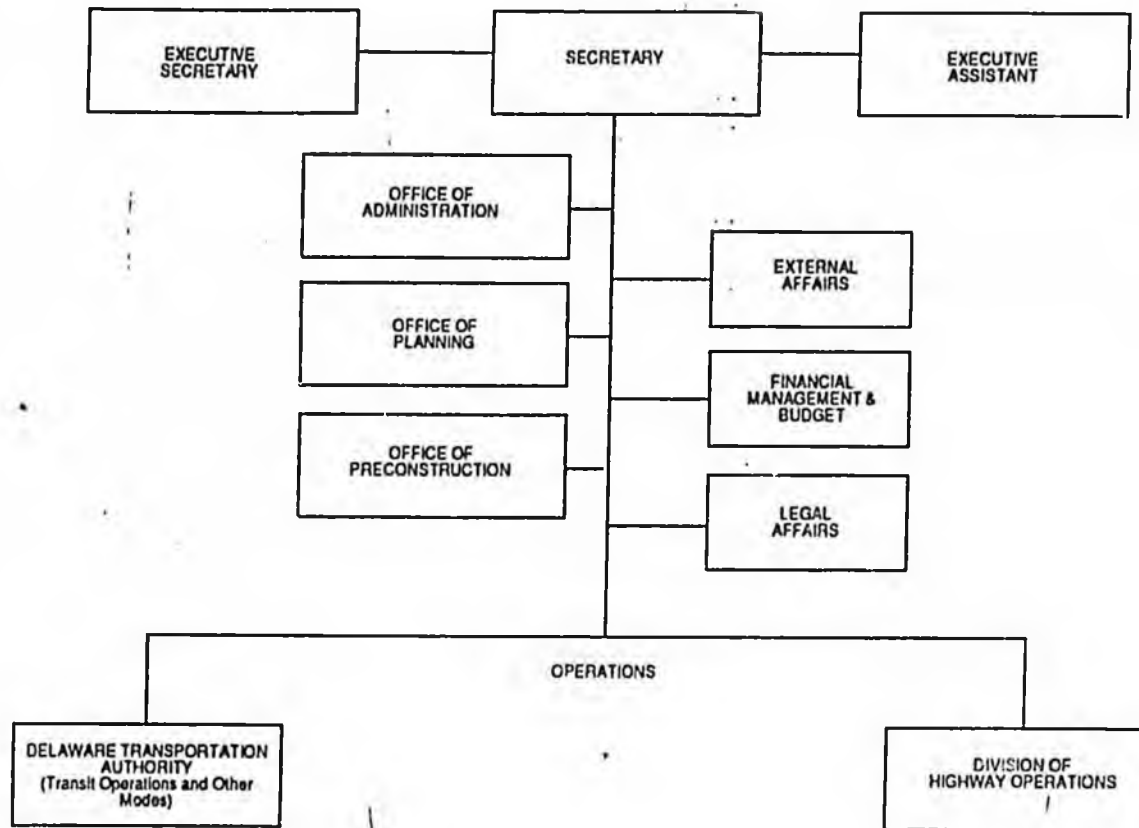 EXECUTIVE
SECRETARY
SECRETARY
EXECUTIVE
ASSISTANT
OFFICE OF
ADMINISTRATION
EXTERNAL
AFFAIRS
OFFICE OF
PLANNING
FINANCIAL
MANAGEMENT &
BUDGET
OFFICE OF
PRECONSTRUCTION
LEGAL
AFFAIRS
OPERATIONS
DELAWARE TRANSPORTATION
AUTHORITY
(Transit Operations and Other
Modes)
DIVISION OF
HIGHWAY OPERATIONS